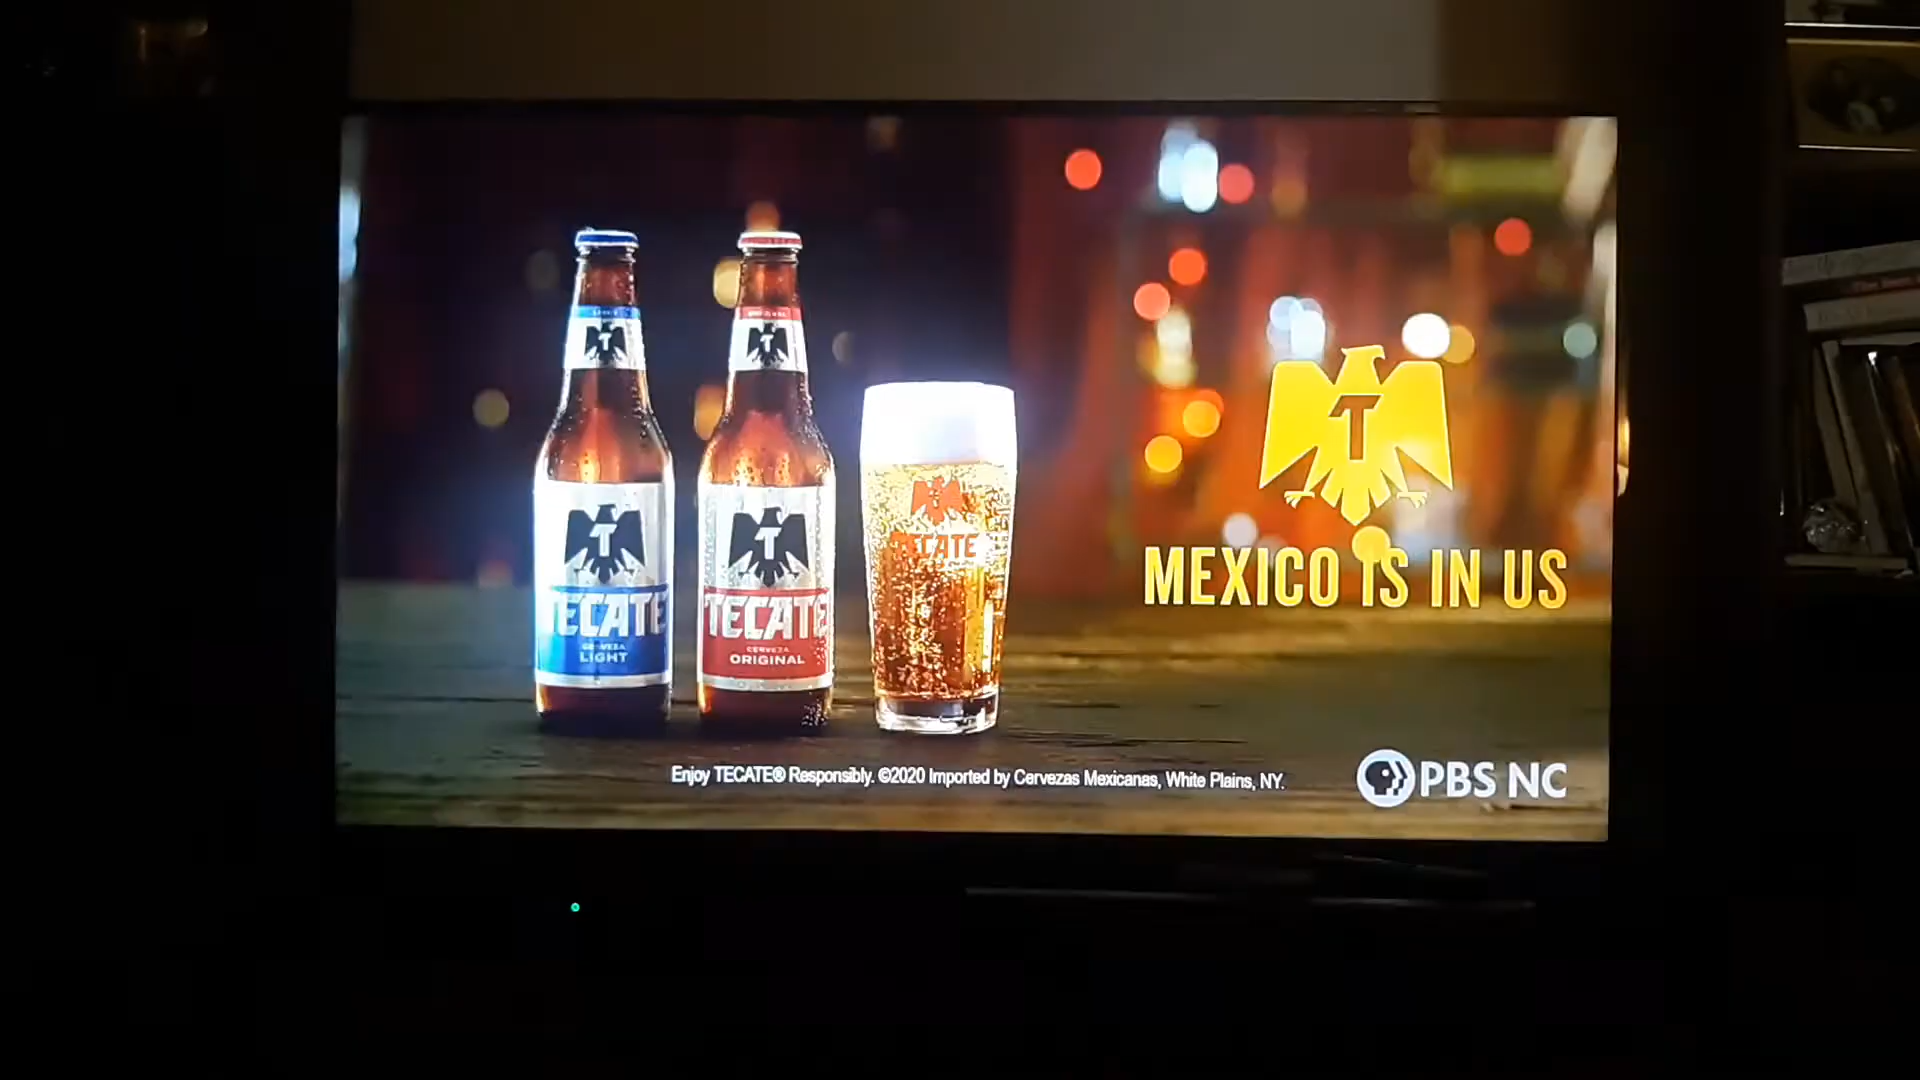 T
T
T
T
TECATE
CERVEZA
LIGHT
TECATE
CERVEZA
ORIGINAL
TECATE
T
MEXICO IS IN US
Enjoy TECATE® Responsibly. ©2020 Imported by Cervezas Mexicanas, White Plains, NY.
PBS NC